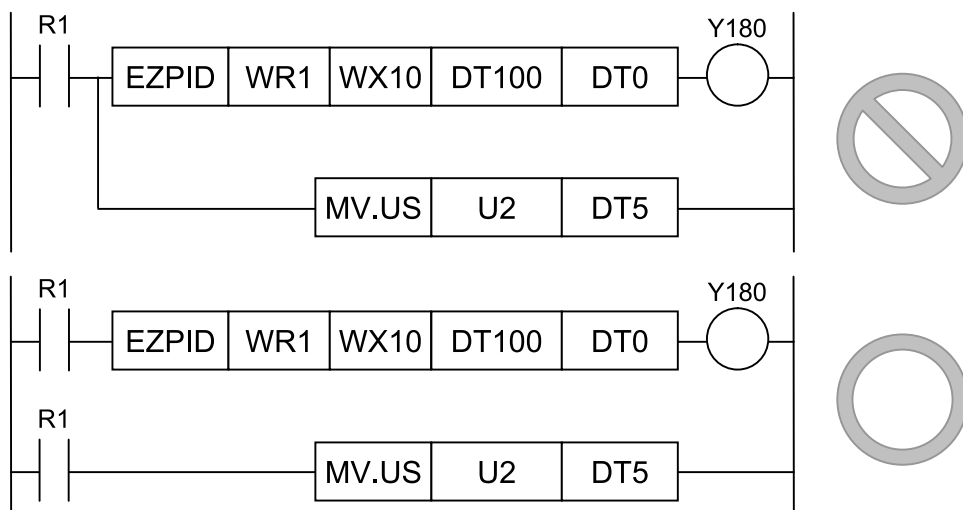 R1 Y180
EZPID WR1 WX10 DT100 DT0
MV.US U2 DT5
R1 Y180
EZPID WR1 WX10 DT100 DT0
R1
MV.US U2 DT5